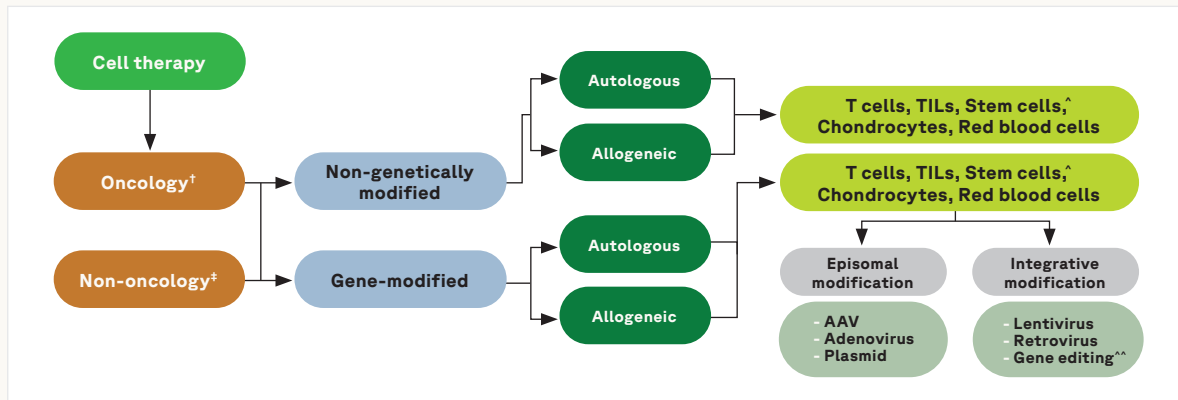 Cell therapy
Oncology†
Non-oncology‡
Non-genetically
modified
Gene-modified
Autologous
Allogeneic
Autologous
Allogeneic
T cells, TILs, Stem cells,^
Chondrocytes, Red blood cells
T cells, TILs, Stem cells,^
Chondrocytes, Red blood cells
Episomal
modification
- AAV
- Adenovirus
- Plasmid
Integrative
modification
- Lentivirus
- Retrovirus
- Gene editing^^